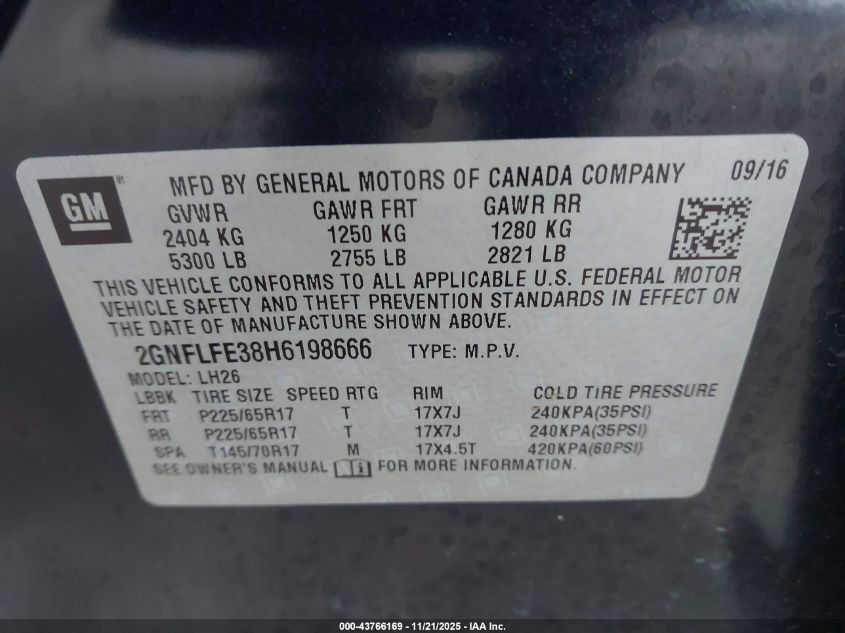 GM®
MFD BY GENERAL MOTORS OF CANADA COMPANY 09/16
GVWR GAWR FRT GAWR RR
2404 KG 1250 KG 1280 KG
5300 LB 2755 LB 2821 LB
THIS VEHICLE CONFORMS TO ALL APPLICABLE U.S. FEDERAL MOTOR
VEHICLE SAFETY AND THEFT PREVENTION STANDARDS IN EFFECT ON
THE DATE OF MANUFACTURE SHOWN ABOVE.
2GNFLFE38H6198666 TYPE: M.P.V.
MODEL: LH26
LBBK TIRE SIZE SPEED RTG RIM COLD TIRE PRESSURE
FRT P225/65R17 T 17X7J 240KPA(35PSI)
RR P225/65R17 T 17X7J 240KPA(35PSI)
SPA T145/70R17 M 17X4.5T 420KPA(60PSI)
SEE OWNER'S MANUAL FOR MORE INFORMATION.
000-43766169 - 11/21/2025 - IAA Inc.